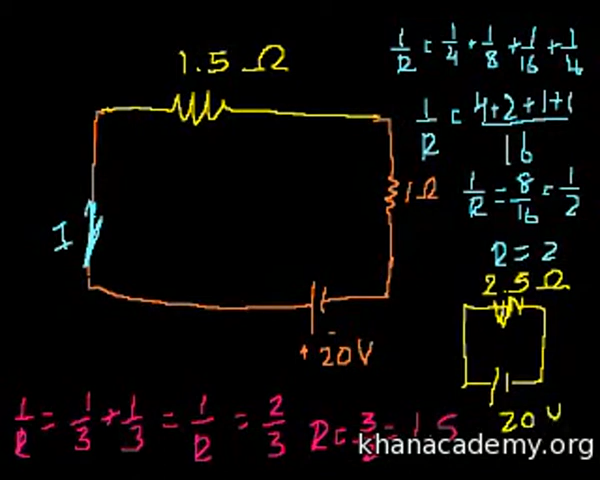 1/R = 1/4 + 1/8 + 1/16 + 1/16
1.5 Ω
1/R = 4+2+1+1/16
1 Ω
1/R = 8/16 = 1/2
I
R = 2
2.5 Ω
+ - 20V
20 V
1/R = 1/3 + 1/3 = 1/R = 2/3 R = 3/2 = 1.5
khanacademy.org